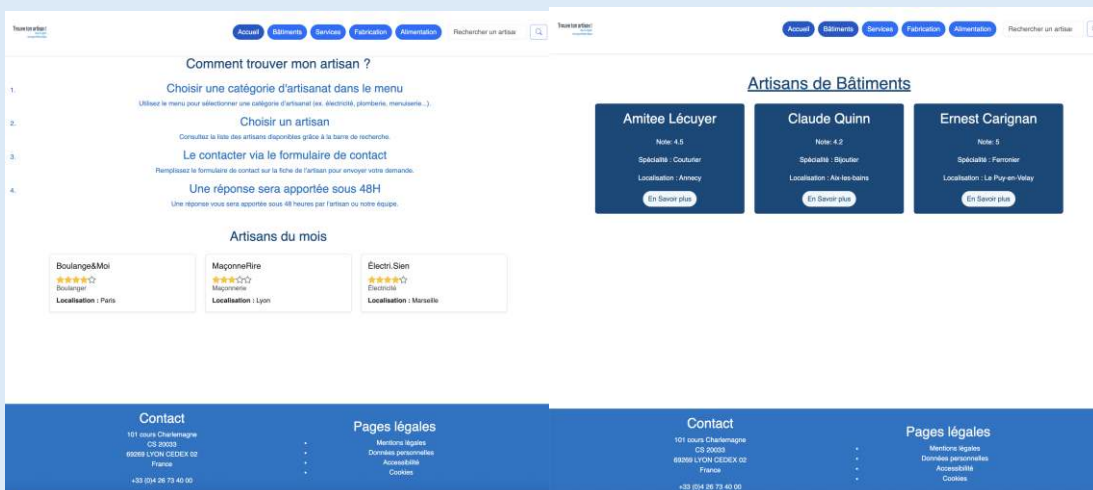 Trouve ton artisan !
Accueil
Bâtiments
Services
Fabrication
Alimentation
Rechercher un artisa
Comment trouver mon artisan ?
1.
Choisir une catégorie d'artisanat dans le menu
Utilisez le menu pour sélectionner une catégorie d'artisanat (ex. électricité, plomberie, menuiserie...).
2.
Choisir un artisan
Consultez la liste des artisans disponibles grâce à la barre de recherche.
3.
Le contacter via le formulaire de contact
Remplissez le formulaire de contact sur la fiche de l'artisan pour envoyer votre demande.
4.
Une réponse sera apportée sous 48H
Une réponse vous sera apportée sous 48 heures par l'artisan ou notre équipe.
Artisans du mois
Boulange&Moi
Boulanger
Localisation : Paris
MaçonneRire
Maçonnerie
Localisation : Lyon
Électri.Sien
Électricité
Localisation : Marseille
Contact
101 cours Charlemagne
CS 20033
69269 LYON CEDEX 02
France
+33 (0)4 26 73 40 00
Pages légales
Mentions légales
Données personnelles
Accessibilité
Cookies
Trouve ton artisan !
Accueil
Bâtiments
Services
Fabrication
Alimentation
Rechercher un artisa
Artisans de Bâtiments
Amitee Lécuyer
Note: 4.5
Spécialité : Couturier
Localisation : Annecy
En Savoir plus
Claude Quinn
Note: 4.2
Spécialité : Bijoutier
Localisation : Aix-les-bains
En Savoir plus
Ernest Carignan
Note: 5
Spécialité : Ferronier
Localisation : Le Puy-en-Velay
En Savoir plus
Contact
101 cours Charlemagne
CS 20033
69269 LYON CEDEX 02
France
+33 (0)4 26 73 40 00
Pages légales
Mentions légales
Données personnelles
Accessibilité
Cookies